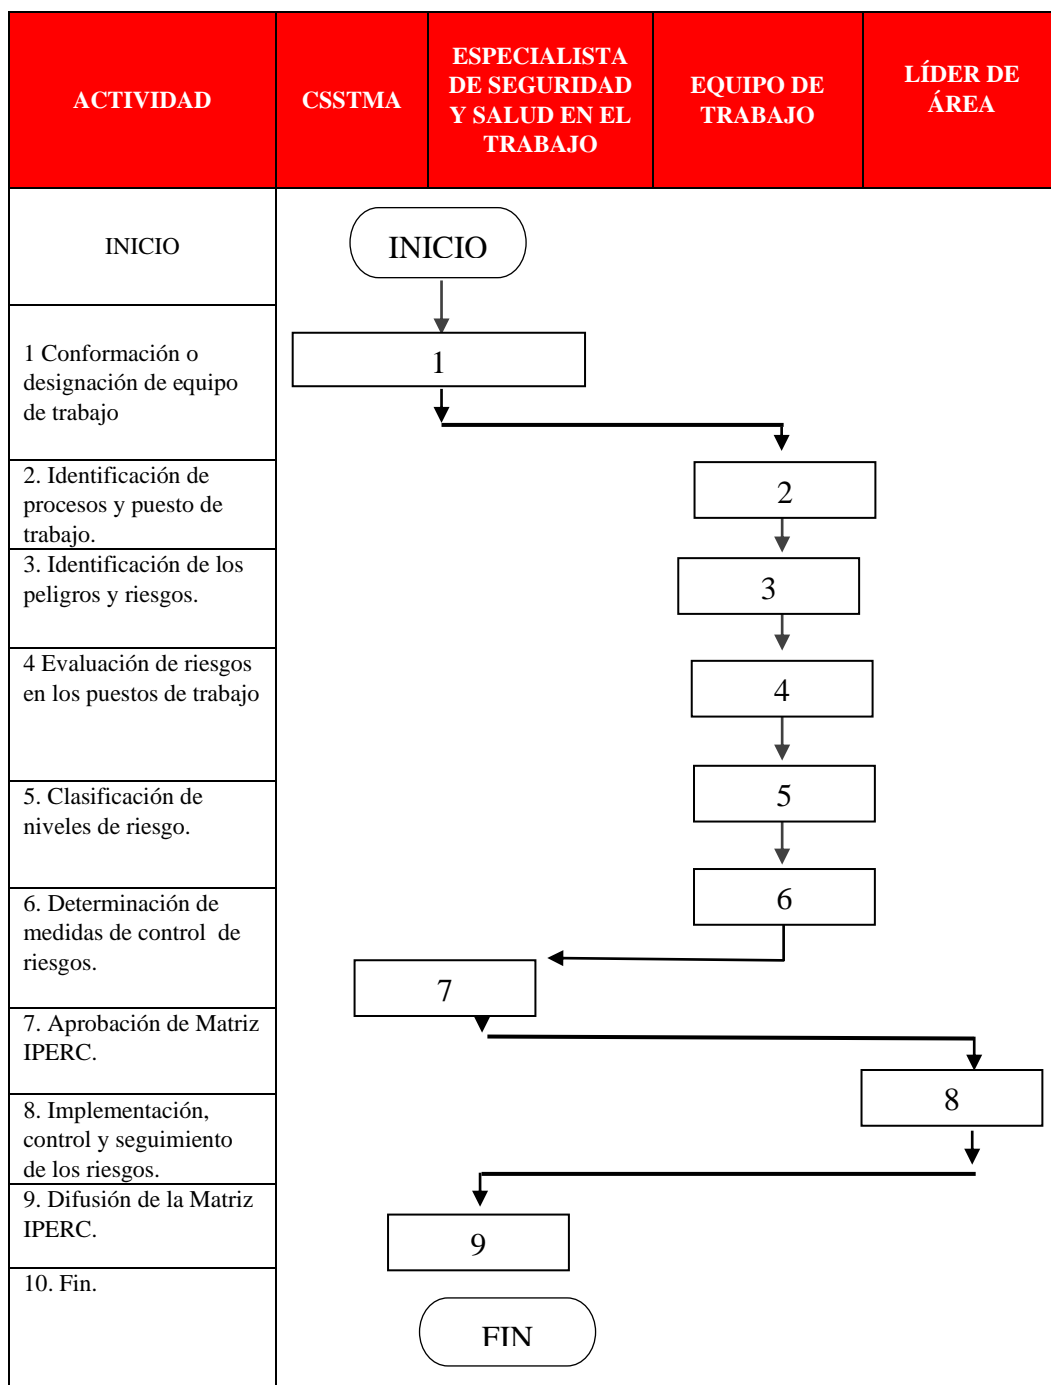 ACTIVIDAD
CSSTMA
ESPECIALISTA
DE SEGURIDAD
Y SALUD EN EL
TRABAJO
EQUIPO DE
TRABAJO
LÍDER DE
ÁREA
INICIO
INICIO
1 Conformación o
designación de equipo
de trabajo
1
2. Identificación de
procesos y puesto de
trabajo.
2
3. Identificación de los
peligros y riesgos.
3
4 Evaluación de riesgos
en los puestos de trabajo
4
5. Clasificación de
niveles de riesgo.
5
6. Determinación de
medidas de control de
riesgos.
6
7. Aprobación de Matriz
IPERC.
7
8. Implementación,
control y seguimiento
de los riesgos.
8
9. Difusión de la Matriz
IPERC.
9
10. Fin.
FIN